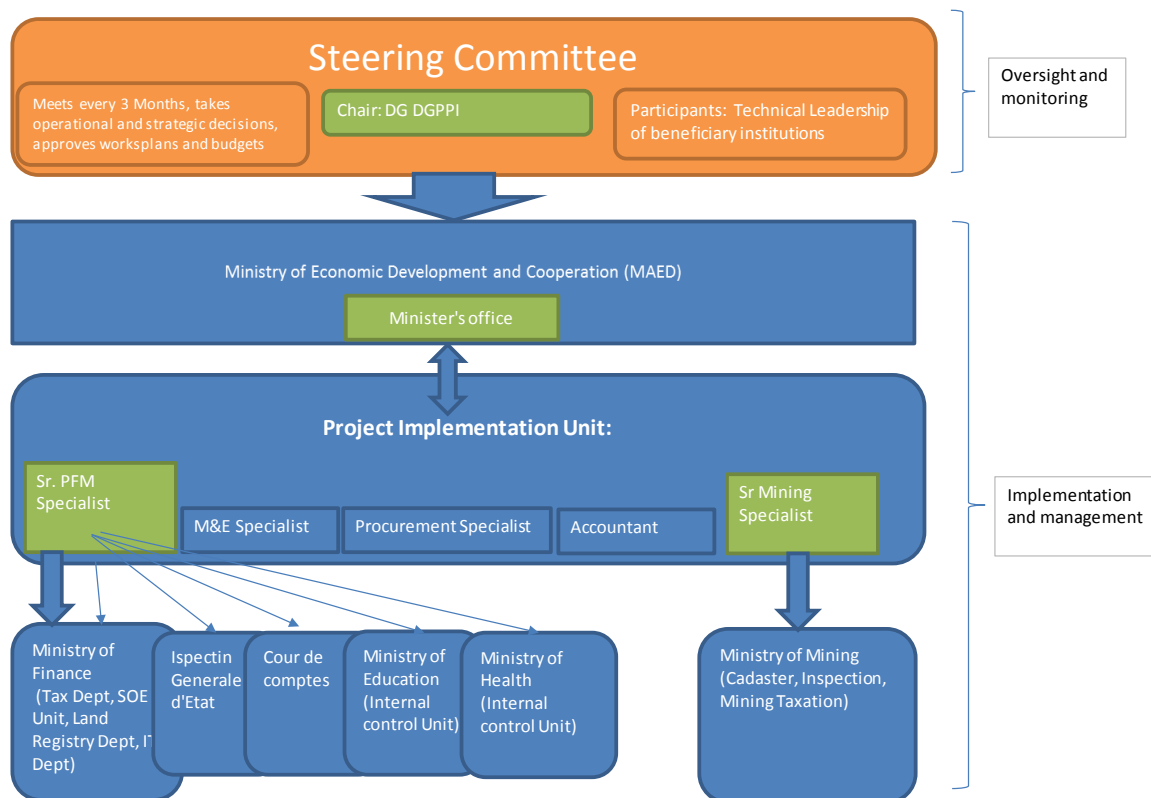 Steering Committee
Meets every 3 Months, takes
operational and strategic decisions,
approves worksplans and budgets
Chair: DG DGPPI
Participants:  Technical Leadership
of beneficiary institutions
Oversight and
monitoring
Ministry of Economic Development and Cooperation (MAED)
Minister's office
Project Implementation Unit:
Sr. PFM
Specialist
M&E Specialist
Procurement Specialist
Accountant
Sr Mining
Specialist
Implementation
and management
Ministry of
Finance
(Tax Dept, SOE
Unit, Land
Registry Dept, IT
Dept)
Ispectin
Generale
d'Etat
Cour de
comptes
Ministry of
Education
(Internal
control Unit)
Ministry of
Health
(Internal
control Unit)
Ministry of Mining
(Cadaster, Inspection,
Mining Taxation)